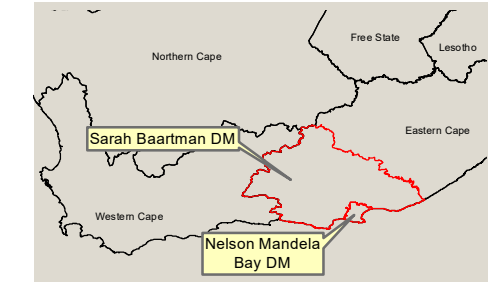 Free State
Lesotho
Northern Cape
Eastern Cape
Sarah Baartman DM
Western Cape
Nelson Mandela
Bay DM